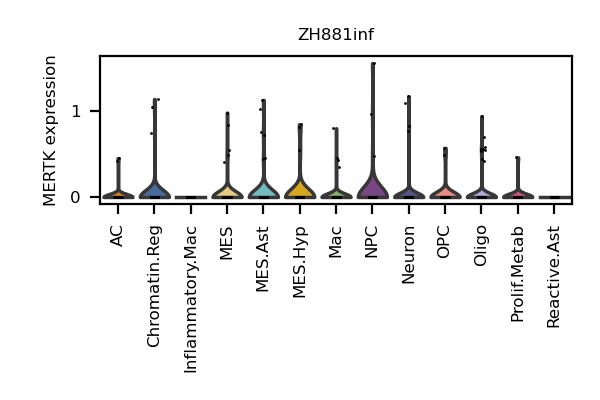 ZH881inf
MERTK expression
1
0
AC
Chromatin.Reg
Inflammatory.Mac
MES
MES.Ast
MES.Hyp
Mac
NPC
Neuron
OPC
Oligo
Prolif.Metab
Reactive.Ast